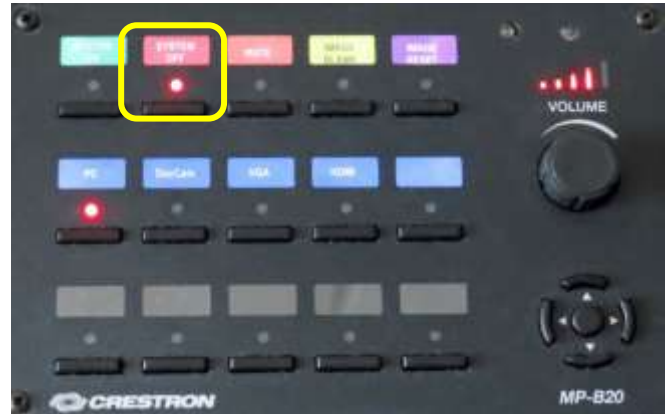 SYSTEM
OFF
MUTE
IMAGE
BLANK
IMAGE
RESET
VOLUME
PC
DocCam
VGA
HDMI
CRESTRON
MP-B20